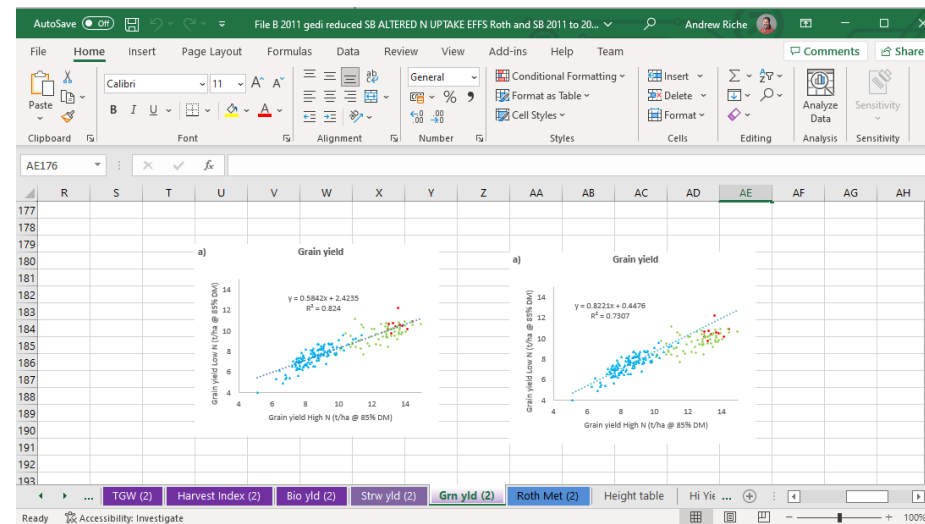 AutoSave Off File B 2011 gedi reduced SB ALTERED N UPTAKE EFFS Roth and SB 2011 to 20... Andrew Riche
File Home Insert Page Layout Formulas Data Review View Add-ins Help Team Comments Share
Paste Calibri 11 A A General Conditional Formatting Insert
B I U A % Format as Table Delete Analyze Data Sensitivity
Cell Styles Format
Clipboard Font Alignment Number Styles Cells Editing Analysis Sensitivity
AE176 fx
R S T U V W X Y Z AA AB AC AD AE AF AG AH
177
178
179
180
181
182
183
184
185
186
187
188
189
190
191
192
193
a) Grain yield
y = 0.5842x + 2.4235
R² = 0.824
Grain yield Low N (t/ha @ 85% DM)
14
12
10
8
6
4
4 6 8 10 12 14
Grain yield High N (t/ha @ 85% DM)
a) Grain yield
y = 0.8221x + 0.4476
R² = 0.7307
Grain yield Low N (t/ha @ 85% DM)
14
12
10
8
6
4
4 6 8 10 12 14
Grain yield High N (t/ha @ 85% DM)
... TGW (2) Harvest Index (2) Bio yld (2) Strw yld (2) Grn yld (2) Roth Met (2) Height table Hi Yie ...
Ready Accessibility: Investigate 100%